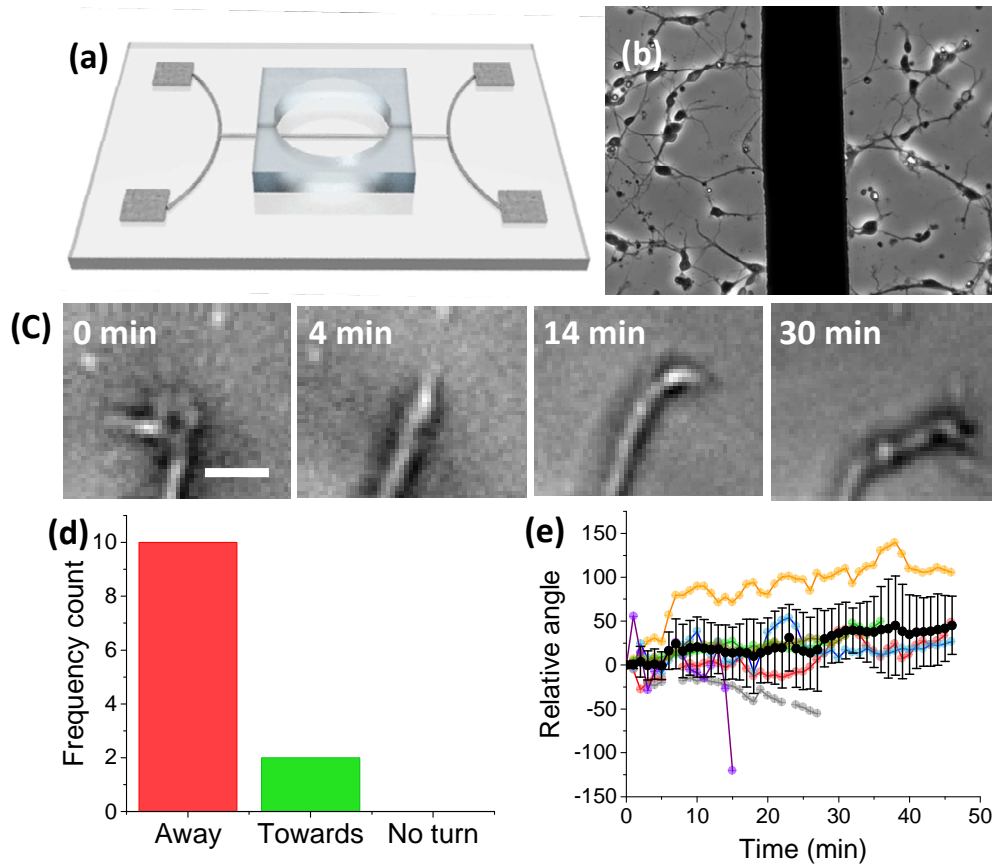 (a)
(b)
(C)
0 min
4 min
14 min
30 min
(d)
Frequency count
10
8
6
4
2
0
Away
Towards
No turn
(e)
Relative angle
150
100
50
0
-50
-100
-150
0
10
20
30
40
50
Time (min)